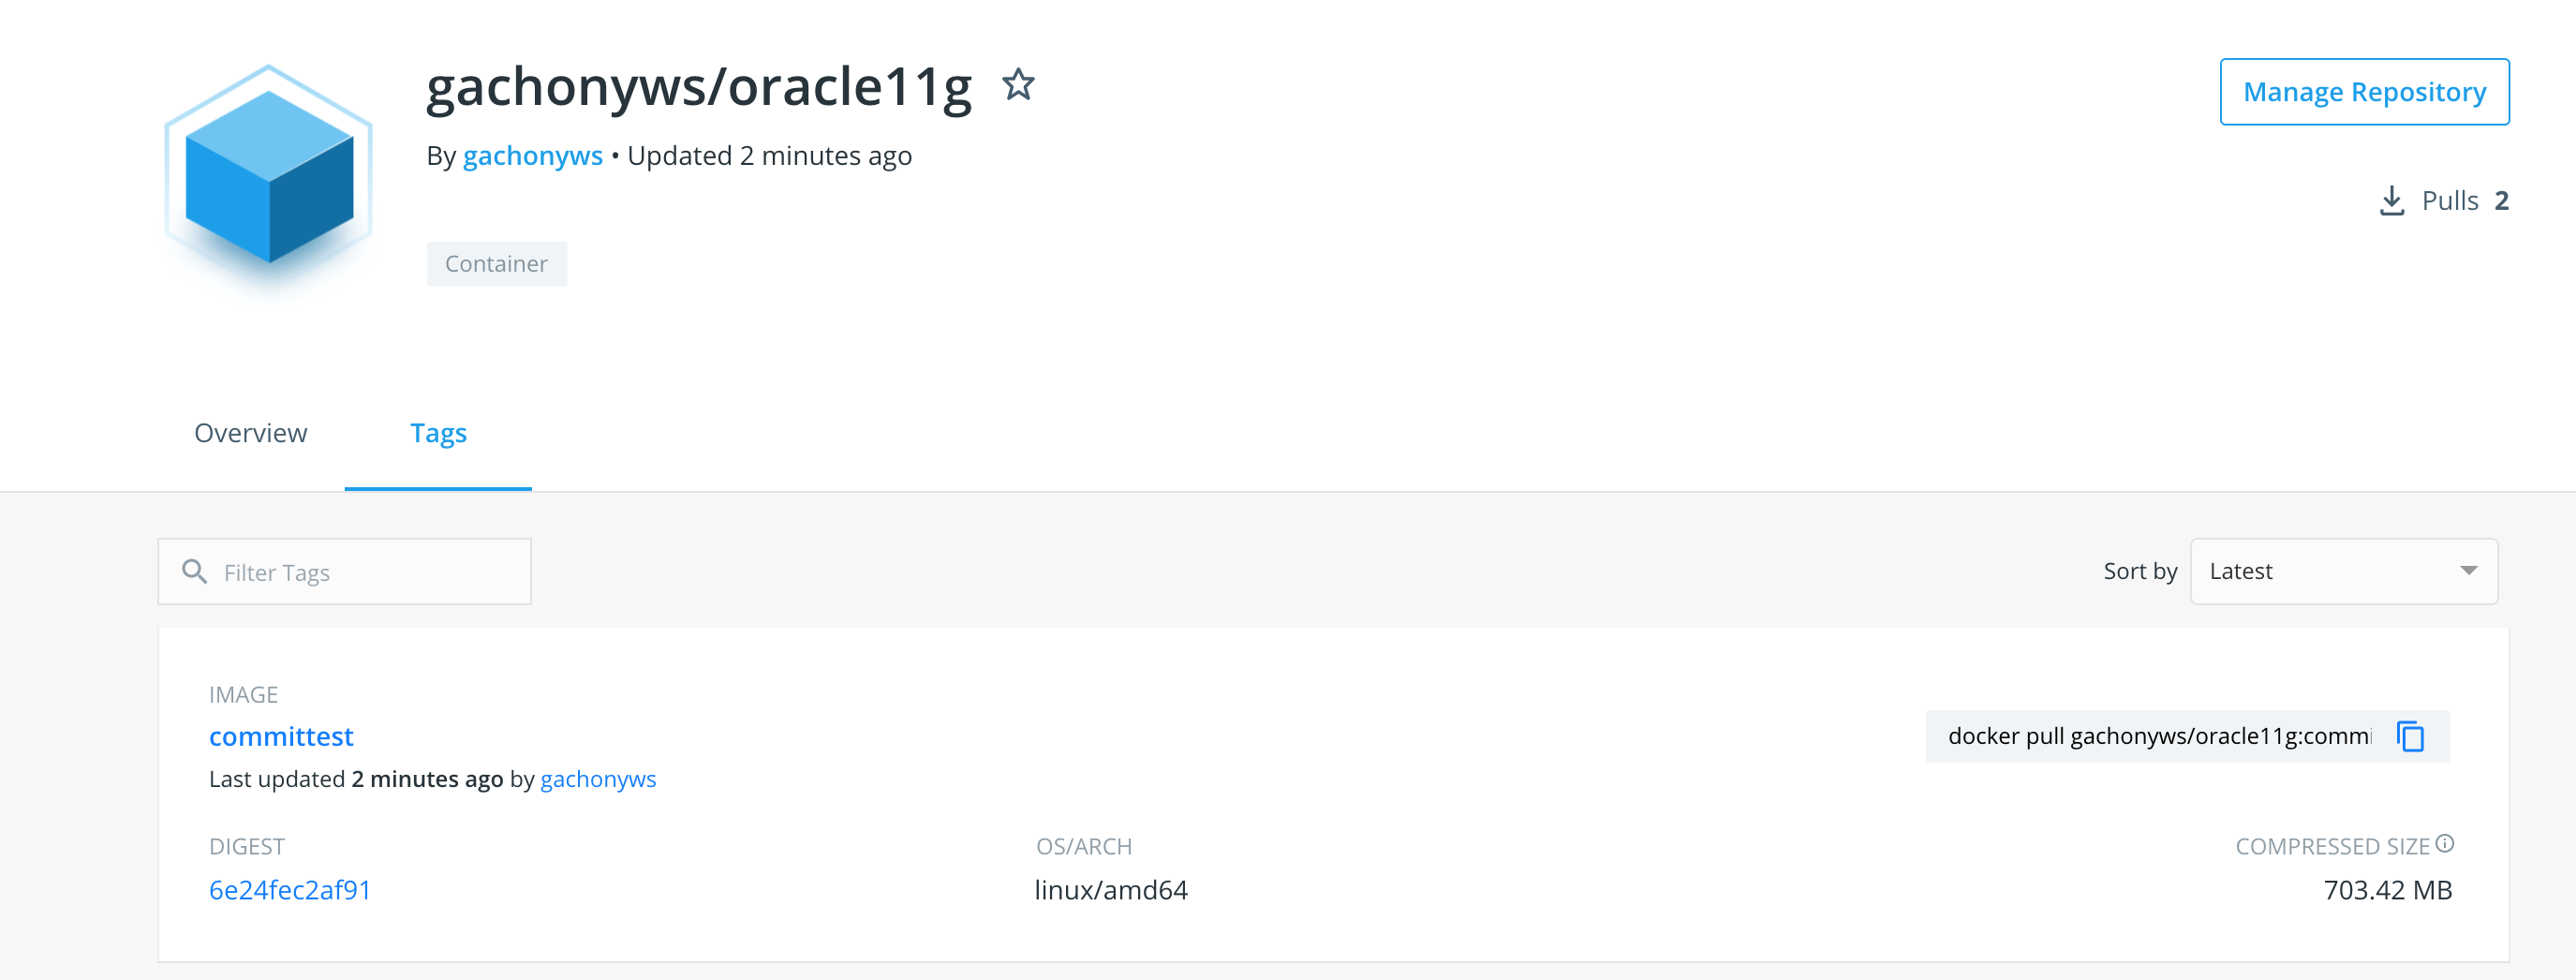 gachonyws/oracle11g
Manage Repository
By gachonyws • Updated 2 minutes ago
Pulls 2
Container
Overview
Tags
Filter Tags
Sort by
Latest
IMAGE
committest
docker pull gachonyws/oracle11g:commi
Last updated 2 minutes ago by gachonyws
DIGEST
OS/ARCH
COMPRESSED SIZE
6e24fec2af91
linux/amd64
703.42 MB